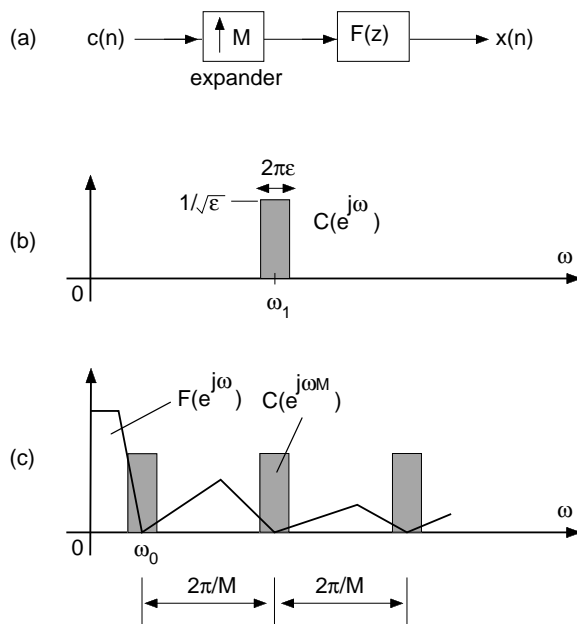 (a) c(n) ↑ M F(z) x(n)
expander
2πε
1/√ε
(b) C(e^{jω})
0 ω₁ ω
F(e^{jω}) C(e^{jωM})
(c)
0 ω₀ ω
2π/M 2π/M